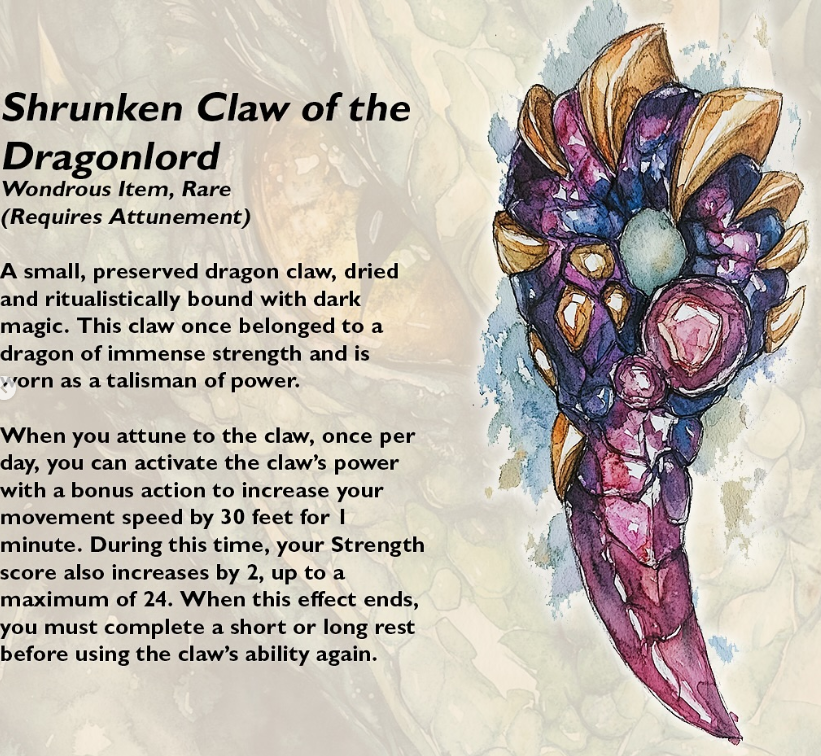 Shrunken Claw of the
Dragonlord
Wondrous Item, Rare
(Requires Attunement)
A small, preserved dragon claw, dried
and ritualistically bound with dark
magic. This claw once belonged to a
dragon of immense strength and is
worn as a talisman of power.
When you attune to the claw, once per
day, you can activate the claw’s power
with a bonus action to increase your
movement speed by 30 feet for 1
minute. During this time, your Strength
score also increases by 2, up to a
maximum of 24. When this effect ends,
you must complete a short or long rest
before using the claw’s ability again.